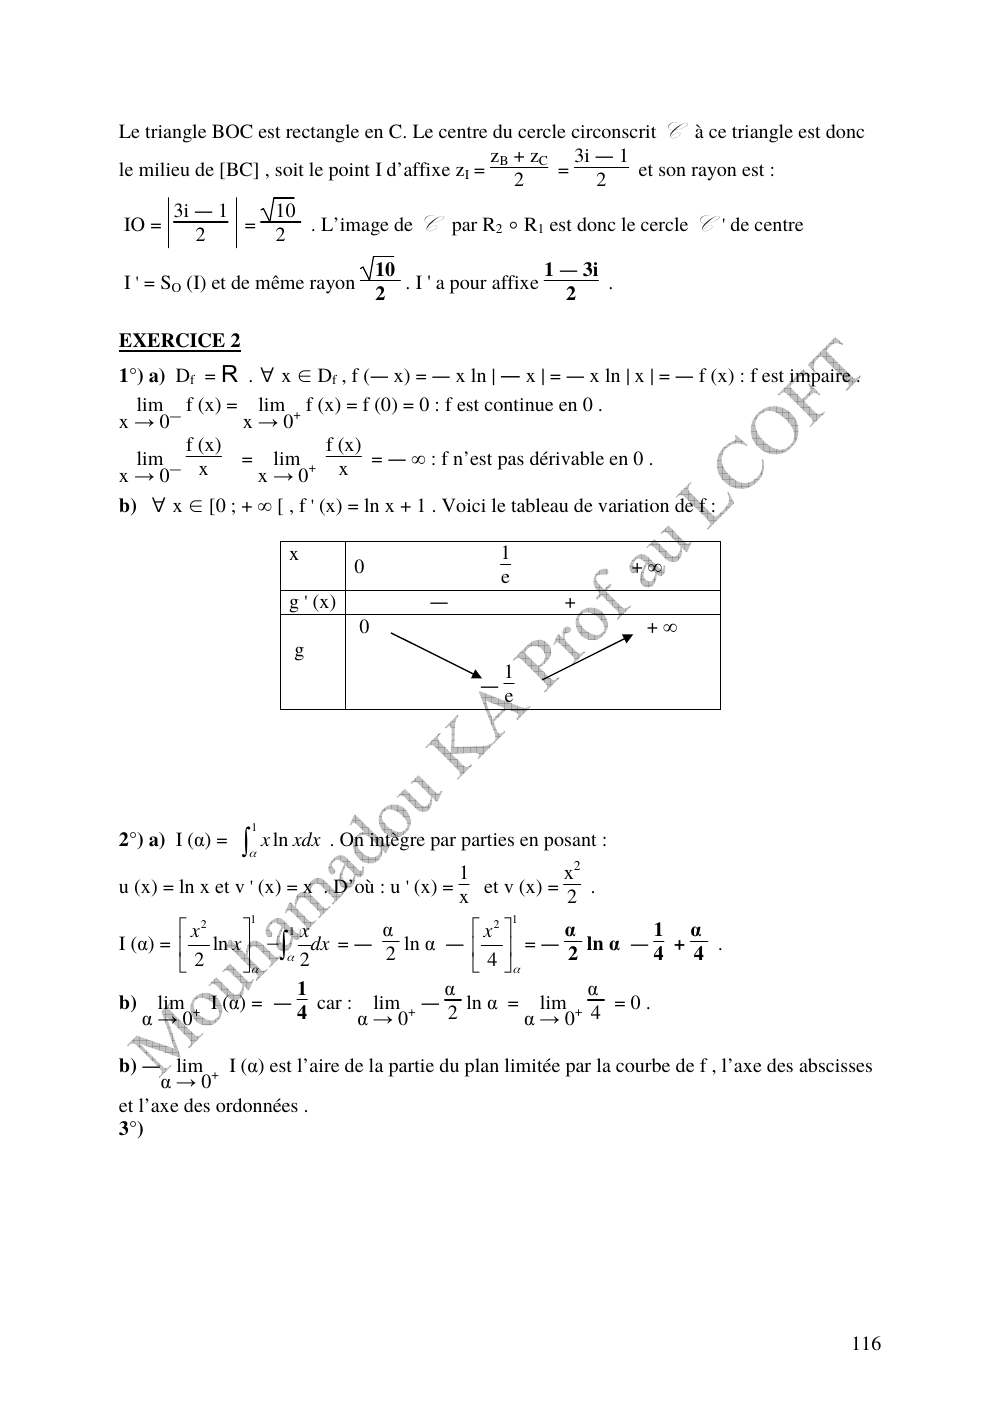 Le triangle BOC est rectangle en C. Le centre du cercle circonscrit 𝒞 à ce triangle est donc
le milieu de [BC] , soit le point I d’affixe z_I = (z_B + z_C)/2 = (3i — 1)/2 et son rayon est :
IO = |(3i — 1)/2| = √10/2 . L’image de 𝒞 par R₂ ∘ R₁ est donc le cercle 𝒞 ' de centre
I ' = S_O (I) et de même rayon √10/2 . I ' a pour affixe (1 — 3i)/2 .
EXERCICE 2
1°) a) D_f = R . ∀ x ∈ D_f , f (— x) = — x ln | — x | = — x ln | x | = — f (x) : f est impaire .
lim x → 0⁻ f (x) = lim x → 0⁺ f (x) = f (0) = 0 : f est continue en 0 .
lim x → 0⁻ f (x)/x = lim x → 0⁺ f (x)/x = — ∞ : f n’est pas dérivable en 0 .
b) ∀ x ∈ [0 ; + ∞ [ , f ' (x) = ln x + 1 . Voici le tableau de variation de f :
x 0 1/e + ∞
g ' (x) — +
0 + ∞
g
— 1/e
2°) a) I (α) = ∫_α^1 x ln xdx . On intègre par parties en posant :
u (x) = ln x et v ' (x) = x . D’où : u ' (x) = 1/x et v (x) = x²/2 .
I (α) = [x²/2 ln x]_α^1 — ∫_α^1 x/2 dx = — α/2 ln α — [x²/4]_α^1 = — α/2 ln α — 1/4 + α/4 .
b) lim α → 0⁺ I (α) = — 1/4 car : lim α → 0⁺ — α/2 ln α = lim α → 0⁺ α/4 = 0 .
b) — lim α → 0⁺ I (α) est l’aire de la partie du plan limitée par la courbe de f , l’axe des abscisses
et l’axe des ordonnées .
3°)
Mouhamadou KA Prof au LCOFT
116